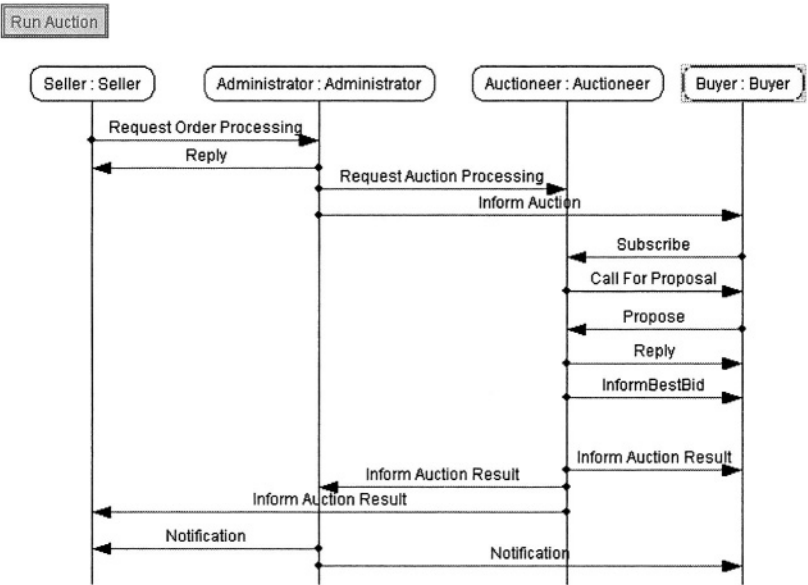 Run Auction
Seller : Seller
Administrator : Administrator
Auctioneer : Auctioneer
Buyer : Buyer
Request Order Processing
Reply
Request Auction Processing
Inform Auction
Subscribe
Call For Proposal
Propose
Reply
InformBestBid
Inform Auction Result
Inform Auction Result
Inform Auction Result
Notification
Notification